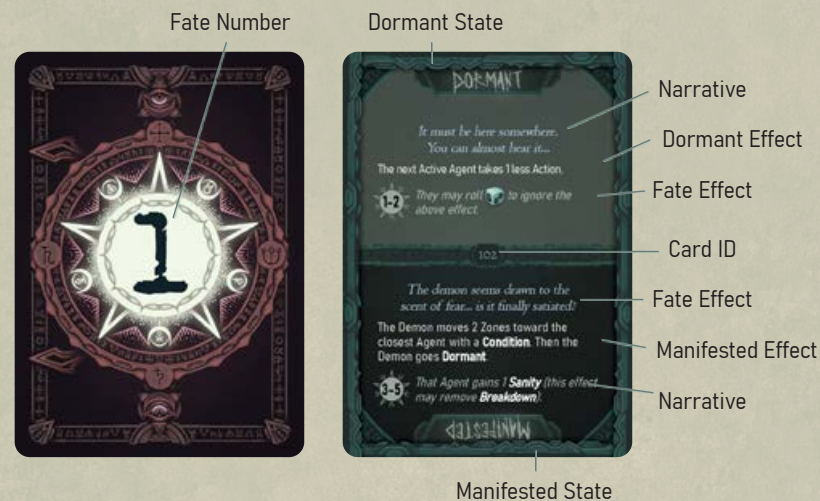 Fate Number
Dormant State
1
DORMANT
It must be here somewhere.
You can almost hear it...
The next Active Agent takes 1 less Action.
1-2 They may roll to ignore the
above effect.
102
The demon seems drawn to the
scent of fear... is it finally satiated?
The Demon moves 2 Zones toward the
closest Agent with a Condition. Then the
Demon goes Dormant.
3-5 That Agent gains 1 Sanity (this effect
may remove Breakdown).
MANIFESTED
Narrative
Dormant Effect
Fate Effect
Card ID
Fate Effect
Manifested Effect
Narrative
Manifested State